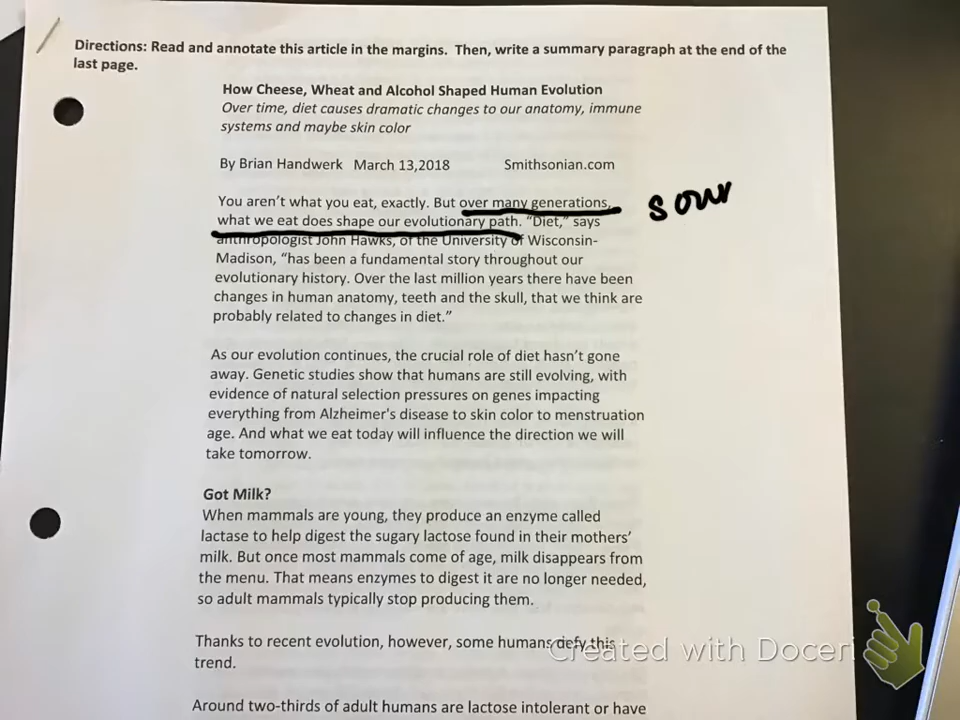 Directions: Read and annotate this article in the margins.  Then, write a summary paragraph at the end of the
last page.
How Cheese, Wheat and Alcohol Shaped Human Evolution
Over time, diet causes dramatic changes to our anatomy, immune
systems and maybe skin color
By Brian Handwerk   March 13,2018   Smithsonian.com
You aren't what you eat, exactly. But over many generations,
what we eat does shape our evolutionary path. "Diet," says
anthropologist John Hawks, of the University of Wisconsin-
Madison, "has been a fundamental story throughout our
evolutionary history. Over the last million years there have been
changes in human anatomy, teeth and the skull, that we think are
probably related to changes in diet."
As our evolution continues, the crucial role of diet hasn't gone
away. Genetic studies show that humans are still evolving, with
evidence of natural selection pressures on genes impacting
everything from Alzheimer's disease to skin color to menstruation
age. And what we eat today will influence the direction we will
take tomorrow.
Got Milk?
When mammals are young, they produce an enzyme called
lactase to help digest the sugary lactose found in their mothers'
milk. But once most mammals come of age, milk disappears from
the menu. That means enzymes to digest it are no longer needed,
so adult mammals typically stop producing them.
Thanks to recent evolution, however, some humans defy this
trend.
Around two-thirds of adult humans are lactose intolerant or have
Created with Doceri